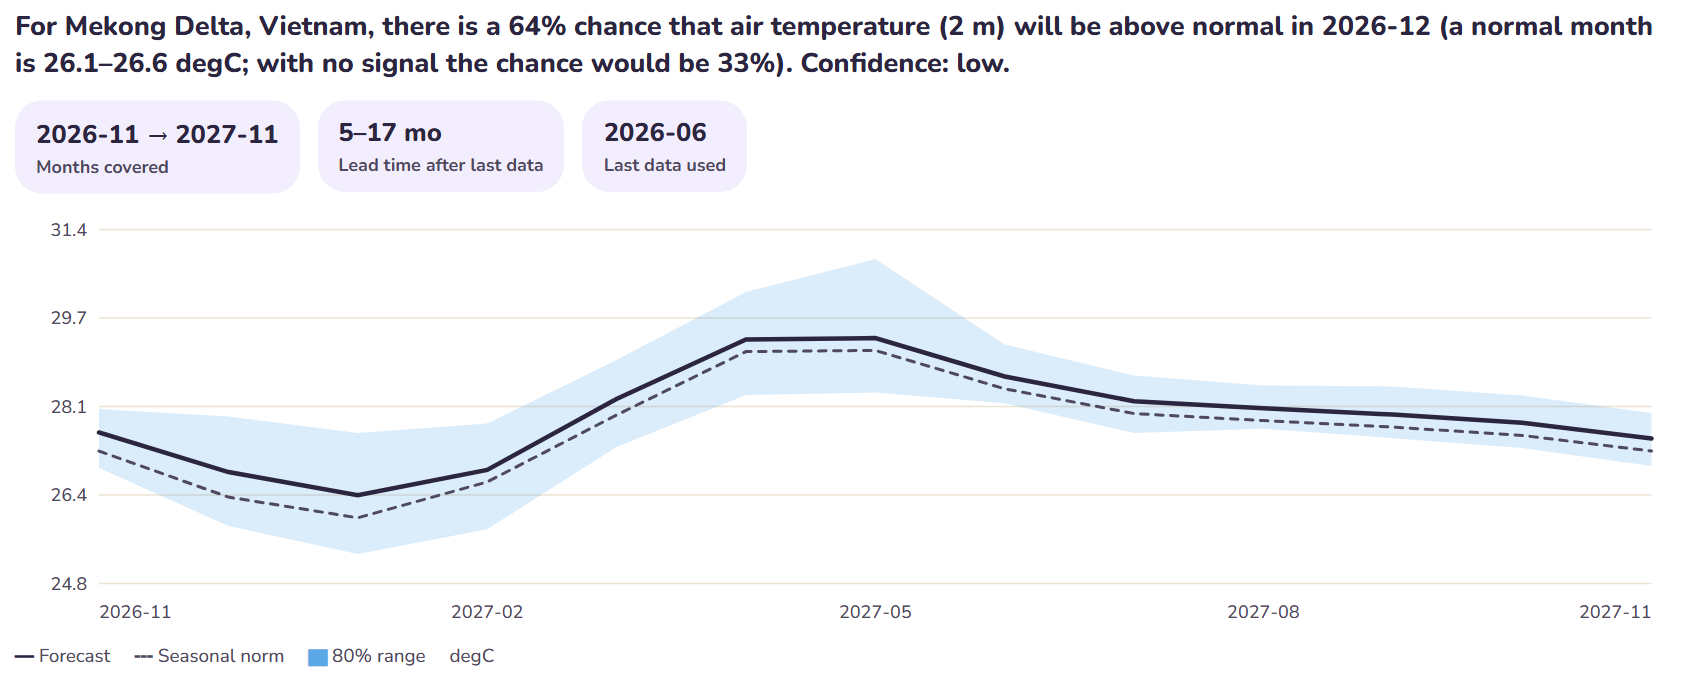 For Mekong Delta, Vietnam, there is a 64% chance that air temperature (2 m) will be above normal in 2026-12 (a normal month
is 26.1–26.6 degC; with no signal the chance would be 33%). Confidence: low.
2026-11 → 2027-11
Months covered
5–17 mo
Lead time after last data
2026-06
Last data used
31.4
29.7
28.1
26.4
24.8
2026-11
2027-02
2027-05
2027-08
2027-11
Forecast
Seasonal norm
80% range
degC